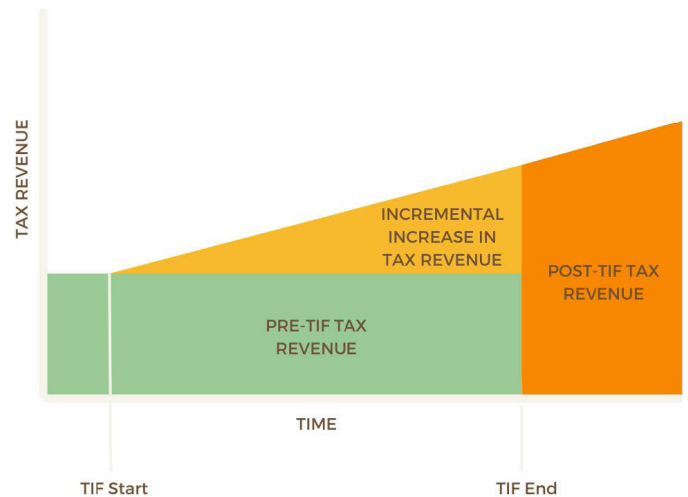 TAX REVENUE
INCREMENTAL
INCREASE IN
TAX REVENUE
POST-TIF TAX
REVENUE
PRE-TIF TAX
REVENUE
TIME
TIF Start
TIF End